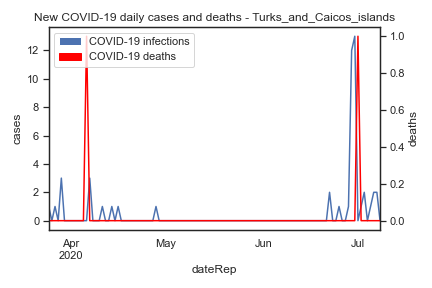 New COVID-19 daily cases and deaths - Turks_and_Caicos_islands
COVID-19 infections
COVID-19 deaths
12
10
8
6
4
2
0
cases
1.0
0.8
0.6
0.4
0.2
0.0
deaths
Apr
2020
May
Jun
Jul
dateRep